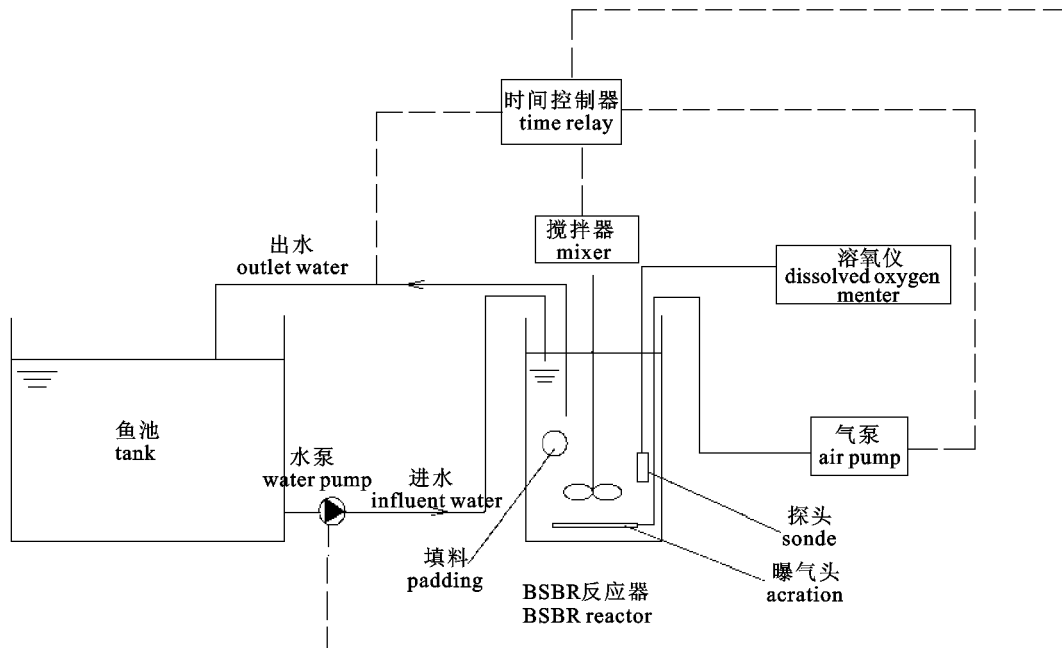 时间控制器
time relay
搅拌器
mixer
出水
outlet water
溶氧仪
dissolved oxygen
menter
鱼池
tank
水泵
water pump
进水
influent water
气泵
air pump
填料
padding
探头
sonde
曝气头
acration
BSBR反应器
BSBR reactor